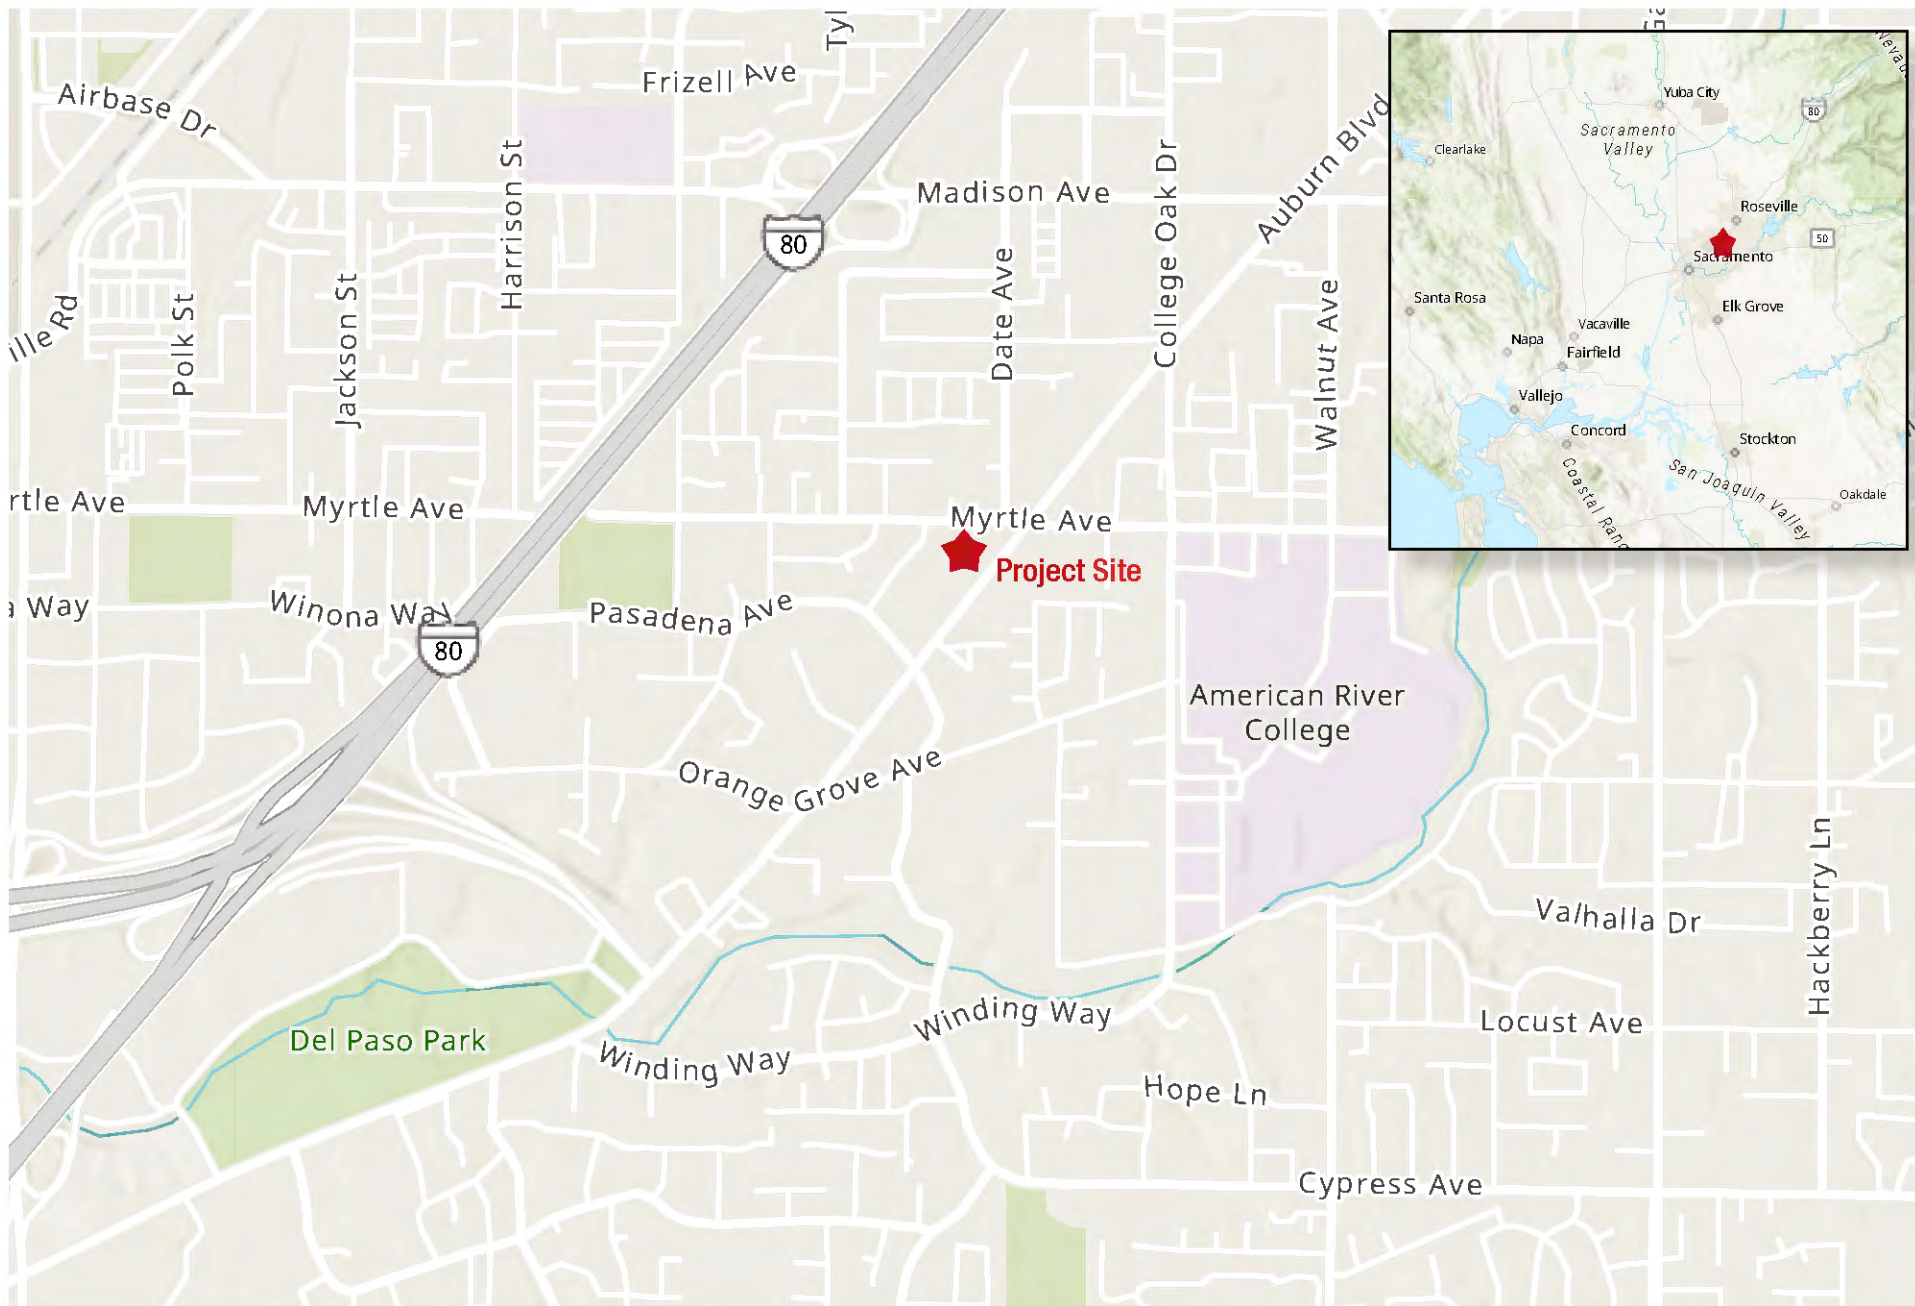 Tyl
Ga
Frizell Ave
Airbase Dr
Madison Ave
Auburn Blvd
80
Harrison St
College Oak Dr
Date Ave
Jackson St
Polk St
ille Rd
Walnut Ave
rtle Ave
Myrtle Ave
Myrtle Ave
Project Site
a Way
Winona Way
Pasadena Ave
80
American River
College
Orange Grove Ave
Valhalla Dr
Hackberry Ln
Del Paso Park
Winding Way
Winding Way
Locust Ave
Hope Ln
Cypress Ave
Nevad
Yuba City
80
Sacramento
Valley
Clearlake
Roseville
50
Sacramento
Santa Rosa
Elk Grove
Vacaville
Napa
Fairfield
Vallejo
Concord
Stockton
Coastal Rang
San Joaquin Valley
Oakdale